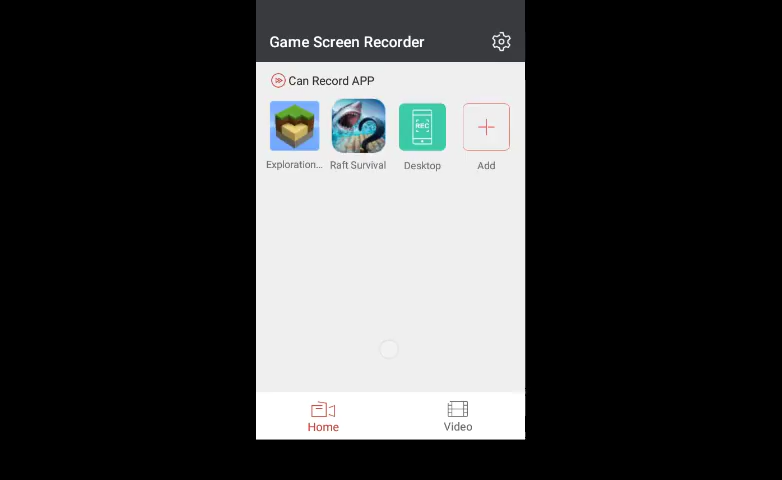 Game Screen Recorder
Can Record APP
REC
Exploration...
Raft Survival
Desktop
Add
Home
Video